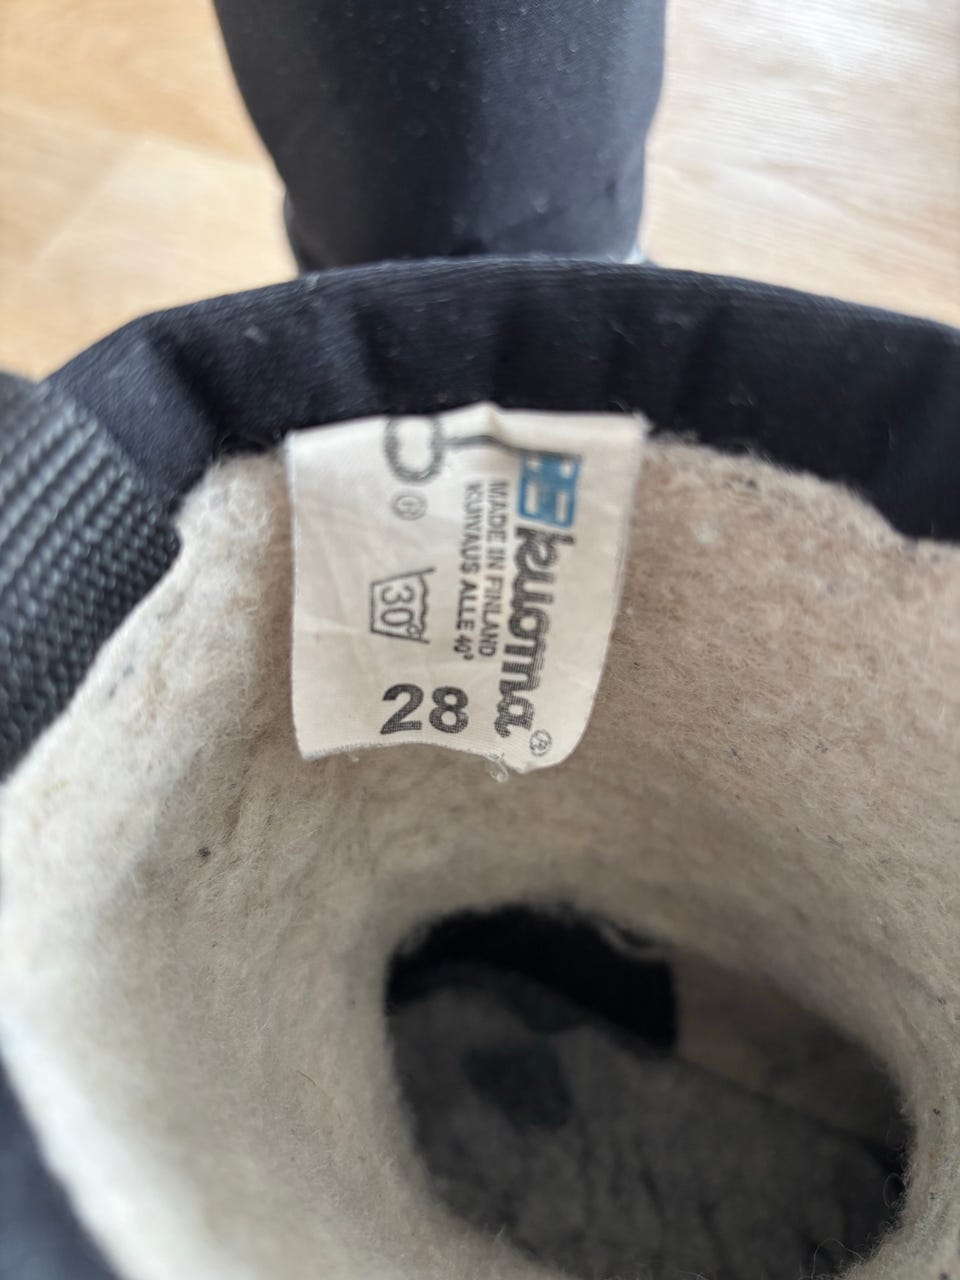 kuoma®
MADE IN FINLAND
KUIVAUS ALLE 40°
30°
28